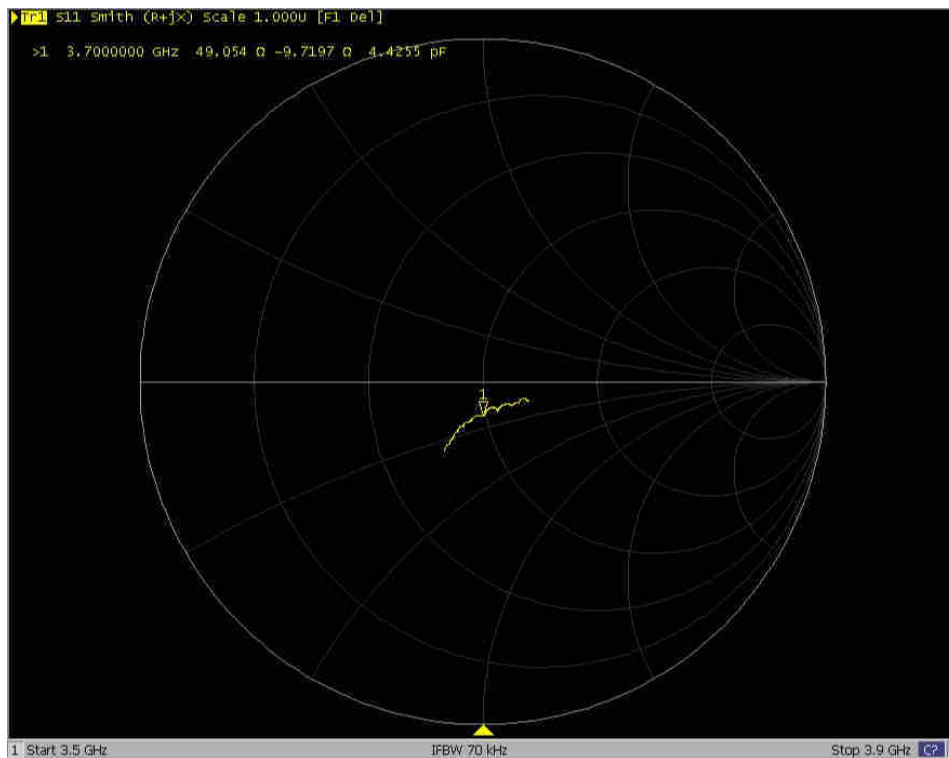 Tr1 S11 Smith (R+jX) Scale 1.000U [F1 Del]
>1 3.7000000 GHz 49.054 Ω -9.7197 Ω 4.4255 pF
1
1 Start 3.5 GHz IFBW 70 kHz Stop 3.9 GHz C?